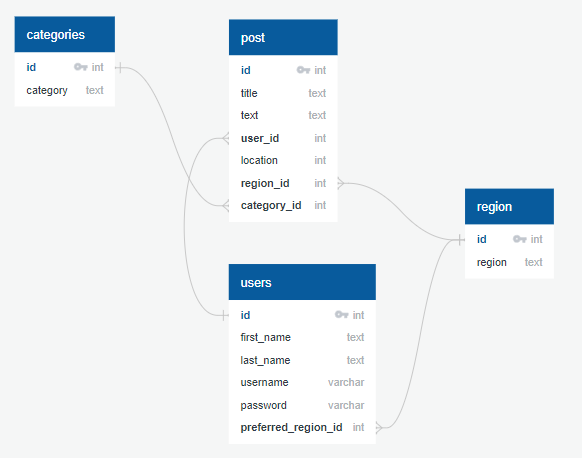 categories
id int
category text
post
id int
title text
text text
user_id int
location int
region_id int
category_id int
region
id int
region text
users
id int
first_name text
last_name text
username varchar
password varchar
preferred_region_id int